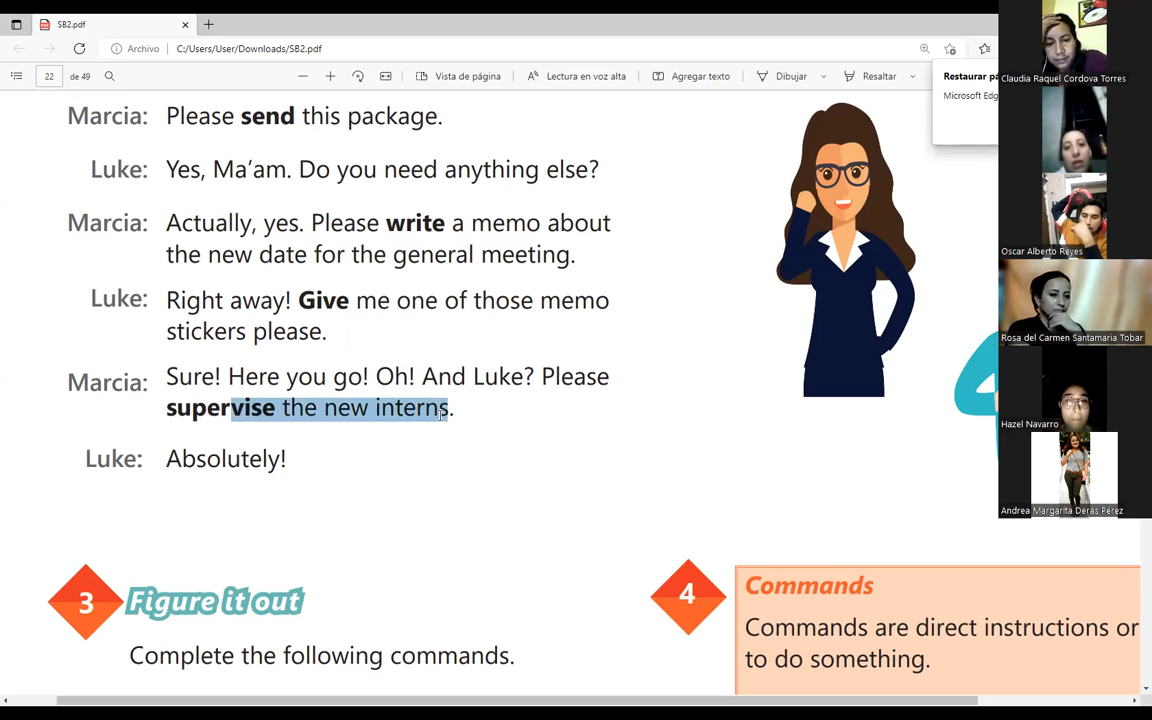 SB2.pdf
Archivo C:/Users/User/Downloads/SB2.pdf
22 de 49 Vista de página Lectura en voz alta Agregar texto Dibujar Resaltar
Restaurar pá
Microsoft Edg
Marcia: Please send this package.
Luke: Yes, Ma’am. Do you need anything else?
Marcia: Actually, yes. Please write a memo about
the new date for the general meeting.
Luke: Right away! Give me one of those memo
stickers please.
Marcia: Sure! Here you go! Oh! And Luke? Please
supervise the new interns.
Luke: Absolutely!
3 Figure it out
Complete the following commands.
4 Commands
Commands are direct instructions or
to do something.
Claudia Raquel Cordova Torres
Oscar Alberto Reyes
Rosa del Carmen Santamaria Tobar
Hazel Navarro
Andrea Margarita Deras Pérez